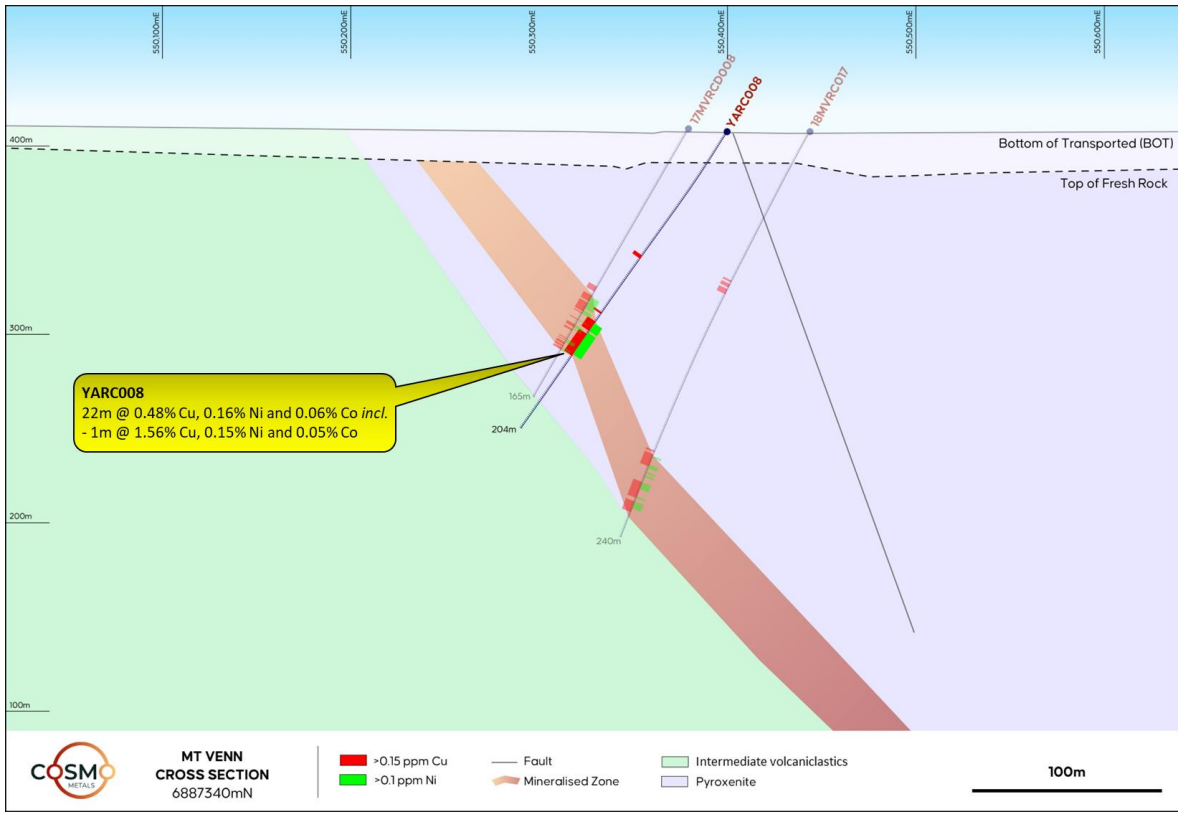 550.100mE
550.200mE
550.300mE
550.400mE
550.500mE
550.600mE
17MVRCD008
YARC008
18MVRC017
400m
Bottom of Transported (BOT)
Top of Fresh Rock
300m
YARC008
22m @ 0.48% Cu, 0.16% Ni and 0.06% Co incl.
- 1m @ 1.56% Cu, 0.15% Ni and 0.05% Co
165m
204m
200m
240m
100m
COSMO
METALS
MT VENN
CROSS SECTION
6887340mN
>0.15 ppm Cu
>0.1 ppm Ni
Fault
Mineralised Zone
Intermediate volcaniclastics
Pyroxenite
100m